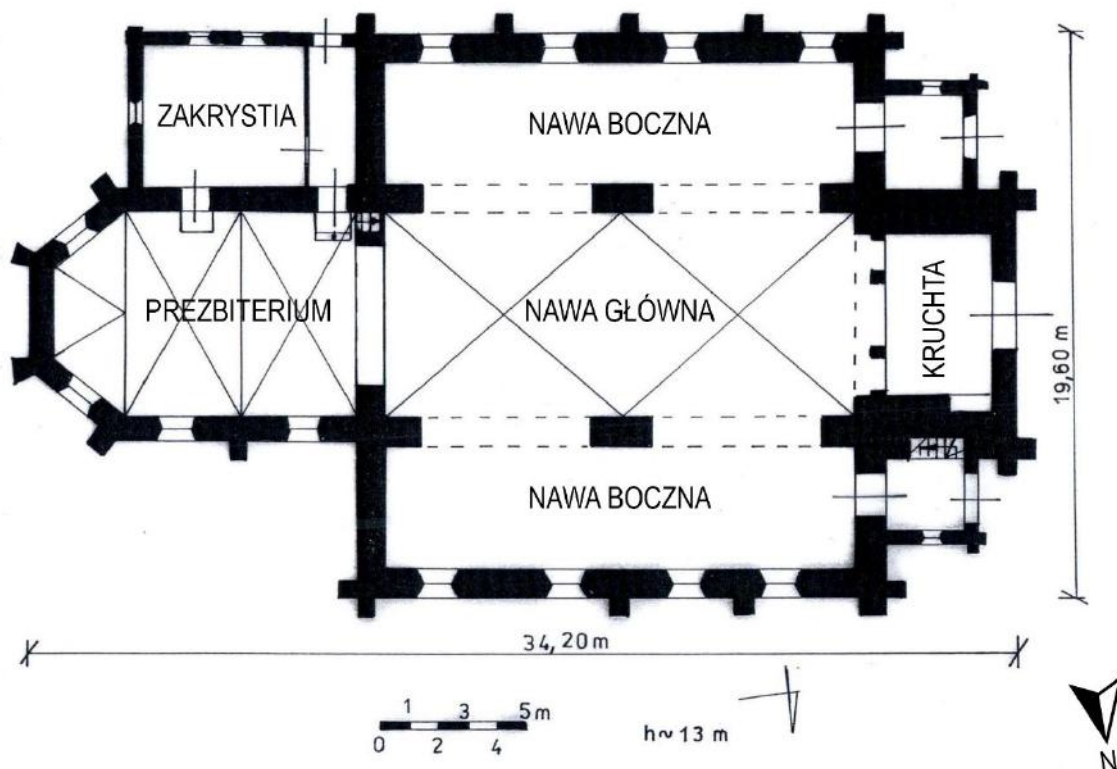 ZAKRYSTIA
NAWA BOCZNA
PREZBITERIUM
NAWA GŁÓWNA
KRUCHTA
19,60 m
NAWA BOCZNA
34,20 m
1 3 5 m
0 2 4
h~13 m
N